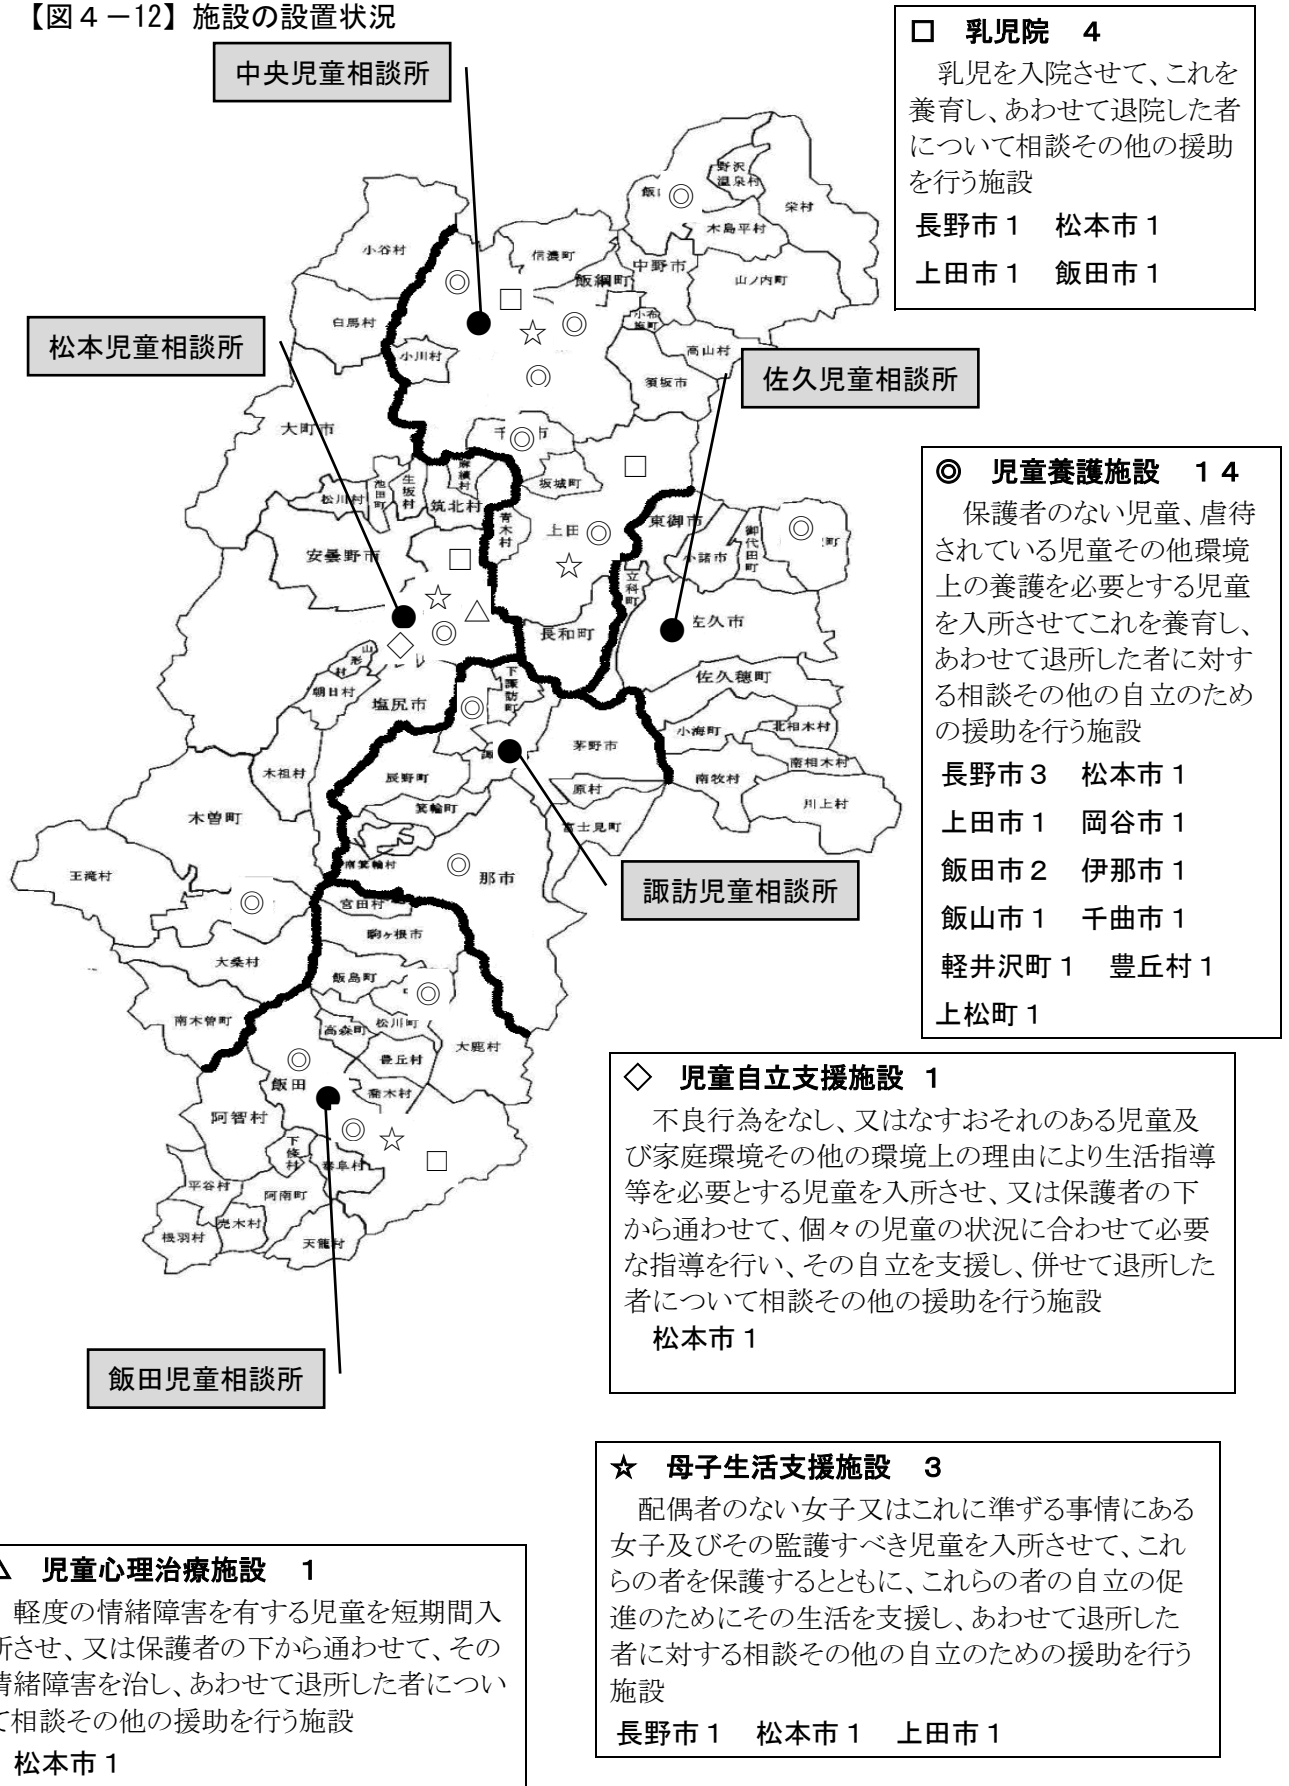 【図４－12】施設の設置状況
中央児童相談所
松本児童相談所
佐久児童相談所
諏訪児童相談所
飯田児童相談所
小谷村
白馬村
小川村
信濃町
飯綱町
中野市
野沢
温泉村
木島平村
栄村
山ノ内町
小布
施町
高山村
須坂市
大町市
松川村
池田町
生坂村
麻績村
筑北村
坂城町
青木村
上田
東御市
小諸市
御代田町
立科町
安曇野市
長和町
佐久穂町
山形村
朝日村
塩尻市
下諏訪町
茅野市
小海町
北相木村
南相木村
南牧村
川上村
原村
富士見町
辰野町
箕輪町
南箕輪村
那市
木祖村
木曽町
王滝村
宮田村
駒ヶ根市
飯島町
大桑村
南木曽町
高森町
松川町
大鹿村
豊丘村
飯田
喬木村
阿智村
下條村
泰阜村
平谷村
阿南町
売木村
根羽村
天龍村
□　乳児院　４
乳児を入院させて、これを
養育し、あわせて退院した者
について相談その他の援助
を行う施設
長野市１　松本市１
上田市１　飯田市１
◎　児童養護施設　１４
保護者のない児童、虐待
されている児童その他環境
上の養護を必要とする児童
を入所させてこれを養育し、
あわせて退所した者に対す
る相談その他の自立のため
の援助を行う施設
長野市３　松本市１
上田市１　岡谷市１
飯田市２　伊那市１
飯山市１　千曲市１
軽井沢町１　豊丘村１
上松町１
◇　児童自立支援施設　１
不良行為をなし、又はなすおそれのある児童及
び家庭環境その他の環境上の理由により生活指導
等を必要とする児童を入所させ、又は保護者の下
から通わせて、個々の児童の状況に合わせて必要
な指導を行い、その自立を支援し、併せて退所した
者について相談その他の援助を行う施設
松本市１
☆　母子生活支援施設　３
配偶者のない女子又はこれに準ずる事情にある
女子及びその監護すべき児童を入所させて、これ
らの者を保護するとともに、これらの者の自立の促
進のためにその生活を支援し、あわせて退所した
者に対する相談その他の自立のための援助を行う
施設
長野市１　松本市１　上田市１
△　児童心理治療施設　１
軽度の情緒障害を有する児童を短期間入
所させ、又は保護者の下から通わせて、その
情緒障害を治し、あわせて退所した者につい
て相談その他の援助を行う施設
松本市１